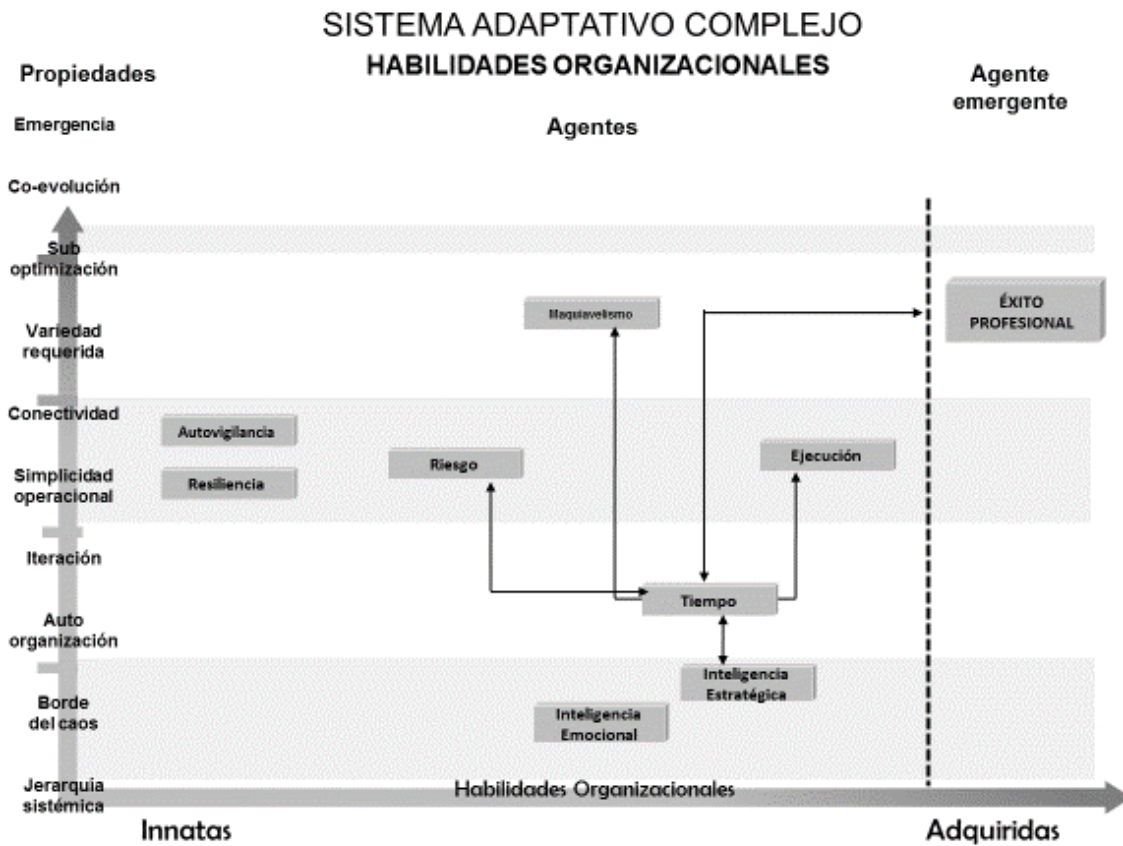 SISTEMA ADAPTATIVO COMPLEJO
HABILIDADES ORGANIZACIONALES
Propiedades
Agente
emergente
Emergencia
Agentes
Co-evolución
Sub
optimización
Maquiavelismo
ÉXITO
PROFESIONAL
Variedad
requerida
Conectividad
Autovigilancia
Riesgo
Ejecución
Simplicidad
operacional
Resiliencia
Iteración
Tiempo
Auto
organización
Inteligencia
Estratégica
Borde
del caos
Inteligencia
Emocional
Jerarquia
sistémica
Habilidades Organizacionales
Innatas
Adquiridas